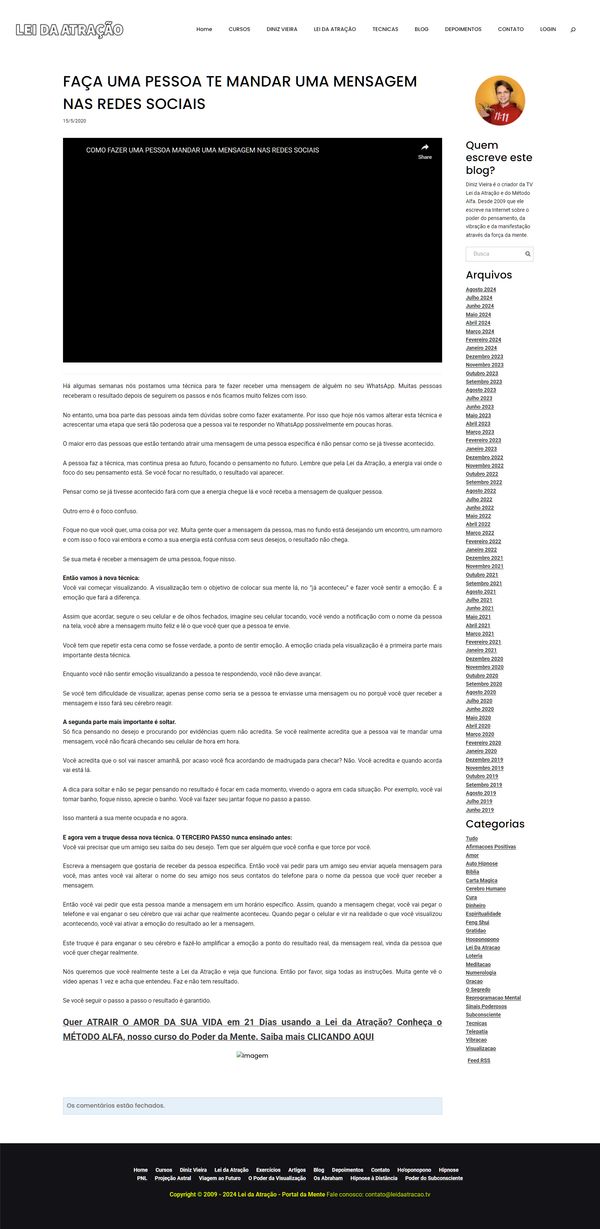 LEI DA ATRAÇÃO
Home CURSOS DINIZ VIEIRA LEI DA ATRAÇÃO TECNICAS BLOG DEPOIMENTOS CONTATO LOGIN
FAÇA UMA PESSOA TE MANDAR UMA MENSAGEM
NAS REDES SOCIAIS
15/5/2020
COMO FAZER UMA PESSOA MANDAR UMA MENSAGEM NAS REDES SOCIAIS
Share
Há algumas semanas nós postamos uma técnica para te fazer receber uma mensagem de alguém no seu WhatsApp. Muitas pessoas
receberam o resultado depois de seguirem os passos e nós ficamos muito felizes com isso.
No entanto, uma boa parte das pessoas ainda tem dúvidas sobre como fazer exatamente. Por isso que hoje nós vamos alterar esta técnica e
acrescentar uma etapa que será tão poderosa que a pessoa vai te responder no WhatsApp possivelmente em poucas horas.
O maior erro das pessoas que estão tentando atrair uma mensagem de uma pessoa específica é não pensar como se já tivesse acontecido.
A pessoa faz a técnica, mas continua presa ao futuro, focando o pensamento no futuro. Lembre que pela Lei da Atração, a energia vai onde o
foco do seu pensamento está. Se você focar no resultado, o resultado vai aparecer.
Pensar como se já tivesse acontecido fará com que a energia chegue lá e você receba a mensagem de qualquer pessoa.
Outro erro é o foco confuso.
Foque no que você quer, uma coisa por vez. Muita gente quer a mensagem da pessoa, mas no fundo está desejando um encontro, um namoro
e com isso o foco vai embora e como a sua energia está confusa com seus desejos, o resultado não chega.
Se sua meta é receber a mensagem de uma pessoa, foque nisso.
Então vamos à nova técnica:
Você vai começar visualizando. A visualização tem o objetivo de colocar sua mente lá, no "já aconteceu" e fazer você sentir a emoção. É a
emoção que fará a diferença.
Assim que acordar, segure o seu celular e de olhos fechados, imagine seu celular tocando, você vendo a notificação com o nome da pessoa
na tela, você abre a mensagem muito feliz e lê o que você quer que a pessoa te envie.
Você tem que repetir esta cena como se fosse verdade, a ponto de sentir a emoção. A emoção criada pela visualização é a primeira parte mais
importante desta técnica.
Enquanto você não sentir emoção visualizando a pessoa te respondendo, você não deve avançar.
Se você tem dificuldade de visualizar, apenas pense como seria se a pessoa te enviasse uma mensagem ou no porquê você quer receber a
mensagem e isso fará seu cérebro reagir.
A segunda parte mais importante é soltar.
Só fica pensando no desejo e procurando por evidências quem não acredita. Se você realmente acredita que a pessoa vai te mandar uma
mensagem, você não ficará checando seu celular de hora em hora.
Você acredita que o sol vai nascer amanhã, por acaso você fica acordando de madrugada para checar? Não. Você acredita e quando acorda
vai está lá.
A dica para soltar e não se pegar pensando no resultado é focar em cada momento, vivendo o agora em cada situação. Por exemplo, você vai
tomar banho, foque nisso, aprecie o banho. Você vai fazer seu jantar foque no passo a passo.
Isso manterá a sua mente ocupada e no agora.
E agora vem a truque dessa nova técnica. O TERCEIRO PASSO nunca ensinado antes:
Você vai precisar que um amigo seu saiba do seu desejo. Tem que ser alguém que você confia e que torce por você.
Escreva a mensagem que gostaria de receber da pessoa específica. Então você vai pedir para um amigo seu enviar aquela mensagem para
você, mas antes você vai alterar o nome do seu amigo nos seus contatos do telefone para o nome da pessoa que você quer receber a
mensagem.
Então você vai pedir que esta pessoa mande a mensagem em um horário específico. Assim, quando a mensagem chegar, você vai pegar o
telefone e vai enganar o seu cérebro que vai achar que realmente aconteceu. Quando pegar o celular e vir na realidade o que você visualizou
acontecendo, você vai ativar a emoção do resultado ao ler a mensagem.
Este truque é para enganar o seu cérebro e fazê-lo amplificar a emoção a ponto do resultado real, da mensagem real, vinda da pessoa que
você quer chegar realmente.
Nós queremos que você realmente teste a Lei da Atração e veja que funciona. Então por favor, siga todas as instruções. Muita gente vê o
vídeo apenas 1 vez e acha que entendeu. Faz e não tem resultado.
Se você seguir o passo a passo o resultado é garantido.
Quer ATRAIR O AMOR DA SUA VIDA em 21 Dias usando a Lei da Atração? Conheça o
MÉTODO ALFA, nosso curso do Poder da Mente. Saiba mais CLICANDO AQUI
Imagem
Os comentários estão fechados.
11:11
Quem
escreve este
blog?
Diniz Vieira é o criador da TV
Lei da Atração e do Método
Alfa. Desde 2009 que ele
escreve na Internet sobre o
poder do pensamento, da
vibração e da manifestação
através da força da mente.
Busca
Arquivos
Agosto 2024
Julho 2024
Junho 2024
Maio 2024
Abril 2024
Março 2024
Fevereiro 2024
Janeiro 2024
Dezembro 2023
Novembro 2023
Outubro 2023
Setembro 2023
Agosto 2023
Julho 2023
Junho 2023
Maio 2023
Abril 2023
Março 2023
Fevereiro 2023
Janeiro 2023
Dezembro 2022
Novembro 2022
Outubro 2022
Setembro 2022
Agosto 2022
Julho 2022
Junho 2022
Maio 2022
Abril 2022
Março 2022
Fevereiro 2022
Janeiro 2022
Dezembro 2021
Novembro 2021
Outubro 2021
Setembro 2021
Agosto 2021
Julho 2021
Junho 2021
Maio 2021
Abril 2021
Março 2021
Fevereiro 2021
Janeiro 2021
Dezembro 2020
Novembro 2020
Outubro 2020
Setembro 2020
Agosto 2020
Julho 2020
Junho 2020
Maio 2020
Abril 2020
Março 2020
Fevereiro 2020
Janeiro 2020
Dezembro 2019
Novembro 2019
Outubro 2019
Setembro 2019
Agosto 2019
Julho 2019
Junho 2019
Categorias
Tudo
Afirmacoes Positivas
Amor
Auto Hipnose
Biblia
Carta Magica
Cerebro Humano
Cura
Dinheiro
Espiritualidade
Feng Shui
Gratidao
Hooponopono
Lei Da Atracao
Loteria
Meditacao
Numerologia
Oracao
O Segredo
Reprogramacao Mental
Sinais Poderosos
Subconsciente
Tecnicas
Telepatia
Vibracao
Visualizacao
Feed RSS
Home Cursos Diniz Vieira Lei da Atração Exercícios Artigos Blog Depoimentos Contato Ho'oponopono Hipnose
PNL Projeção Astral Viagem ao Futuro O Poder da Visualização Os Abraham Hipnose à Distância Poder do Subconsciente
Copyright © 2009 - 2024 Lei da Atração - Portal da Mente Fale conosco: contato@leidaatracao.tv